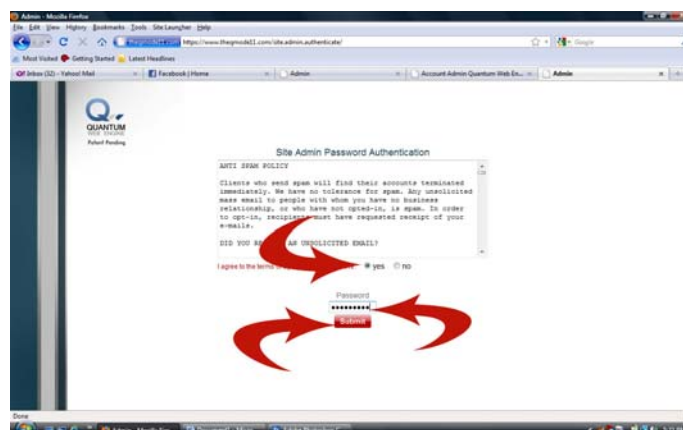 Admin - Mozilla Firefox
File Edit View History Bookmarks Tools Help
https://www.theqmode11.com/site.admin.authenticate/
Google
Most Visited Getting Started Latest Headlines
Inbox (32) - Yahoo! Mail
Facebook | Home
Admin
Account Admin Quantum Web En...
Admin
QUANTUM
WEB ENGINE
Patent Pending
Site Admin Password Authentication
ANTI SPAM POLICY
Clients who send spam will find their accounts terminated
immediately. We have no tolerance for spam. Any unsolicited
mass email to people with whom you have no business
relationship, or who have not opted-in, is spam. In order
to opt-in, recipients must have requested receipt of your
e-mails.
DID YOU AN UNSOLICITED EMAIL?
I agree to the terms
yes no
Password
Submit
Done